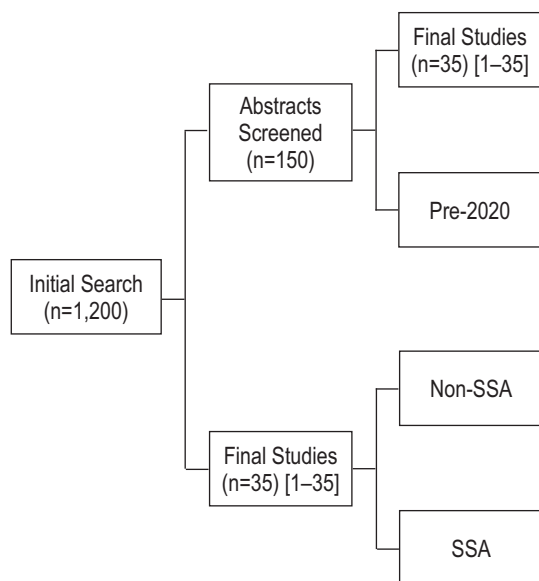 Final Studies
(n=35) [1–35]
Abstracts
Screened
(n=150)
Pre-2020
Initial Search
(n=1,200)
Non-SSA
Final Studies
(n=35) [1–35]
SSA